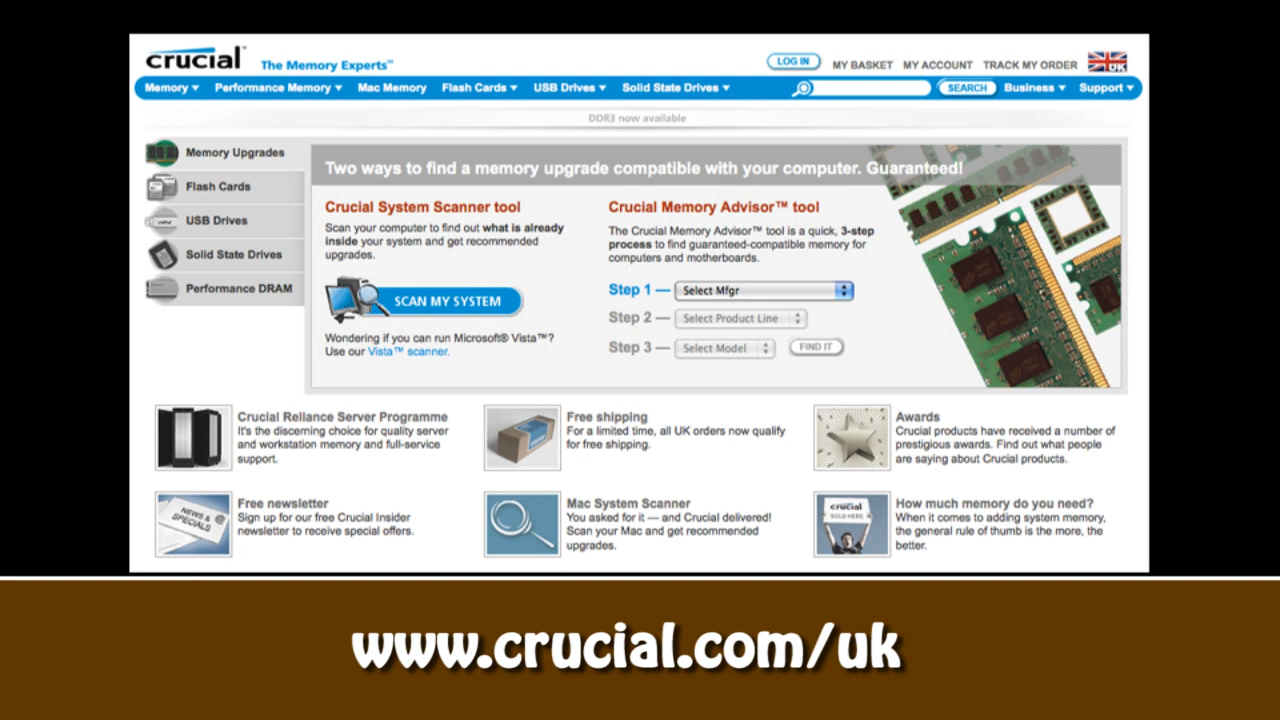 crucial™ The Memory Experts℠
LOG IN MY BASKET MY ACCOUNT TRACK MY ORDER UK
Memory Performance Memory Mac Memory Flash Cards USB Drives Solid State Drives SEARCH Business Support
DDR3 now available
Memory Upgrades
Flash Cards
USB Drives
Solid State Drives
Performance DRAM
Two ways to find a memory upgrade compatible with your computer. Guaranteed!
Crucial System Scanner tool
Scan your computer to find out what is already
inside your system and get recommended
upgrades.
SCAN MY SYSTEM
Wondering if you can run Microsoft® Vista™?
Use our Vista™ scanner.
Crucial Memory Advisor™ tool
The Crucial Memory Advisor™ tool is a quick, 3-step
process to find guaranteed-compatible memory for
computers and motherboards.
Step 1 — Select Mfgr
Step 2 — Select Product Line
Step 3 — Select Model FIND IT
Crucial Reliance Server Programme
It's the discerning choice for quality server
and workstation memory and full-service
support.
Free shipping
For a limited time, all UK orders now qualify
for free shipping.
Awards
Crucial products have received a number of
prestigious awards. Find out what people
are saying about Crucial products.
NEWS &
SPECIALS
Free newsletter
Sign up for our free Crucial Insider
newsletter to receive special offers.
Mac System Scanner
You asked for it — and Crucial delivered!
Scan your Mac and get recommended
upgrades.
crucial
SOLD HERE
How much memory do you need?
When it comes to adding system memory,
the general rule of thumb is the more, the
better.
www.crucial.com/uk